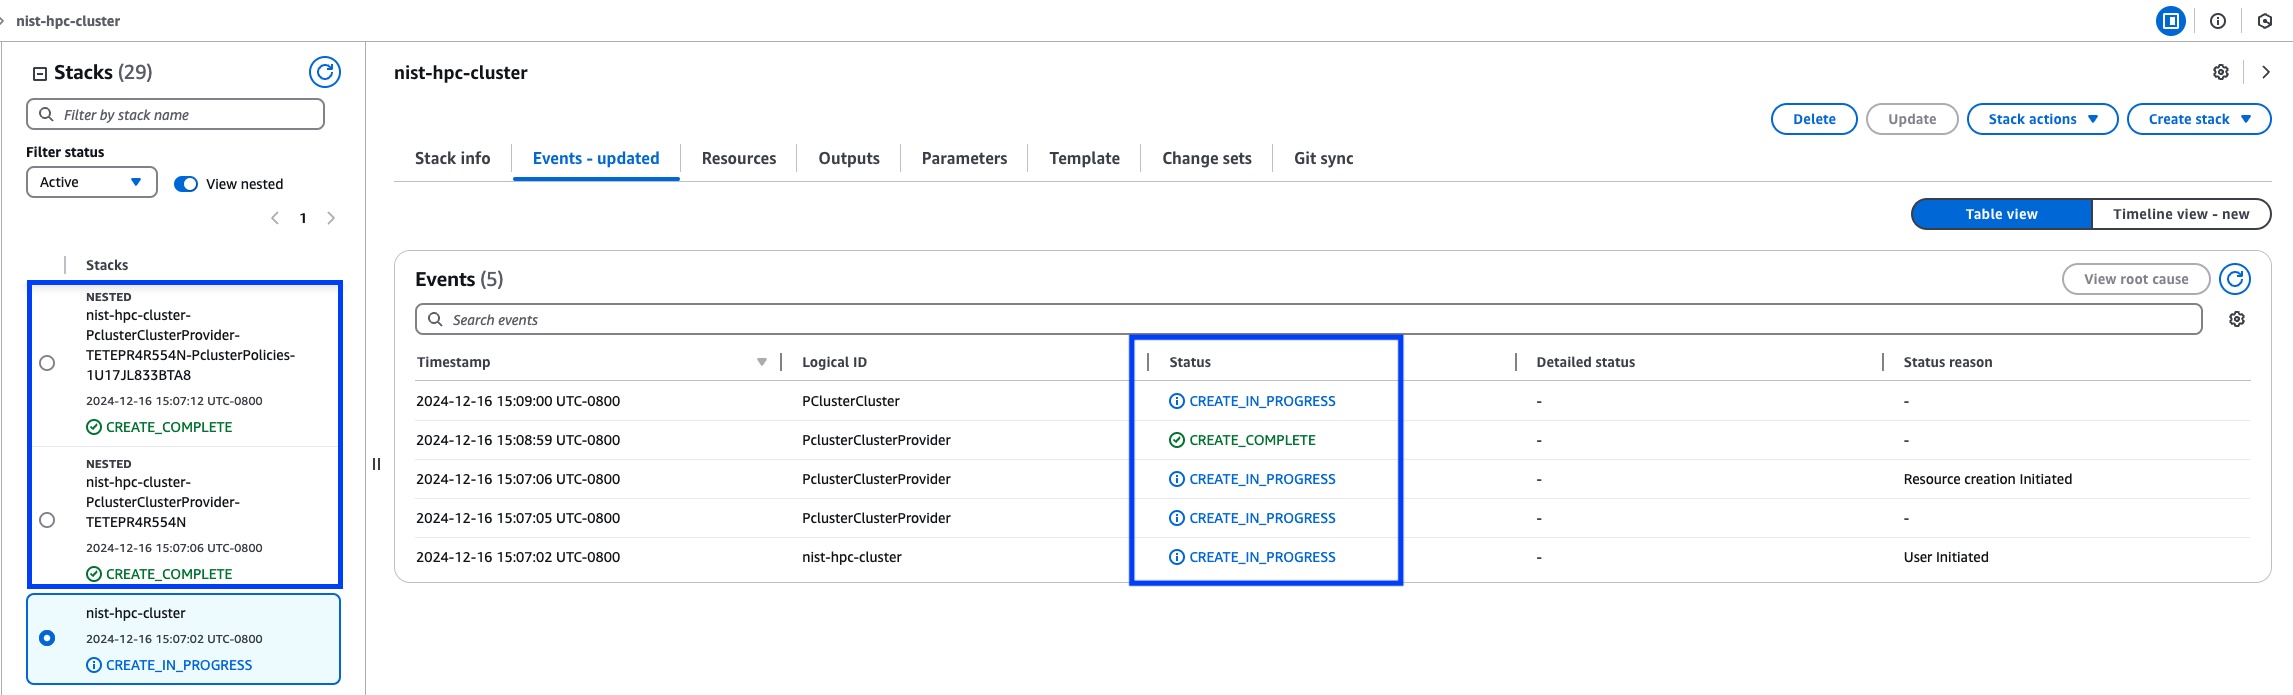 nist-hpc-cluster
Stacks (29)
Filter by stack name
Filter status
Active
View nested
1
Stacks
NESTED
nist-hpc-cluster-
PclusterClusterProvider-
TETEPR4R554N-PclusterPolicies-
1U17JL833BTA8
2024-12-16 15:07:12 UTC-0800
CREATE_COMPLETE
NESTED
nist-hpc-cluster-
PclusterClusterProvider-
TETEPR4R554N
2024-12-16 15:07:06 UTC-0800
CREATE_COMPLETE
nist-hpc-cluster
2024-12-16 15:07:02 UTC-0800
CREATE_IN_PROGRESS
nist-hpc-cluster
Delete Update Stack actions Create stack
Stack info Events - updated Resources Outputs Parameters Template Change sets Git sync
Table view Timeline view - new
Events (5) View root cause
Search events
Timestamp Logical ID Status Detailed status Status reason
2024-12-16 15:09:00 UTC-0800 PClusterCluster CREATE_IN_PROGRESS - -
2024-12-16 15:08:59 UTC-0800 PclusterClusterProvider CREATE_COMPLETE - -
2024-12-16 15:07:06 UTC-0800 PclusterClusterProvider CREATE_IN_PROGRESS - Resource creation Initiated
2024-12-16 15:07:05 UTC-0800 PclusterClusterProvider CREATE_IN_PROGRESS - -
2024-12-16 15:07:02 UTC-0800 nist-hpc-cluster CREATE_IN_PROGRESS - User Initiated